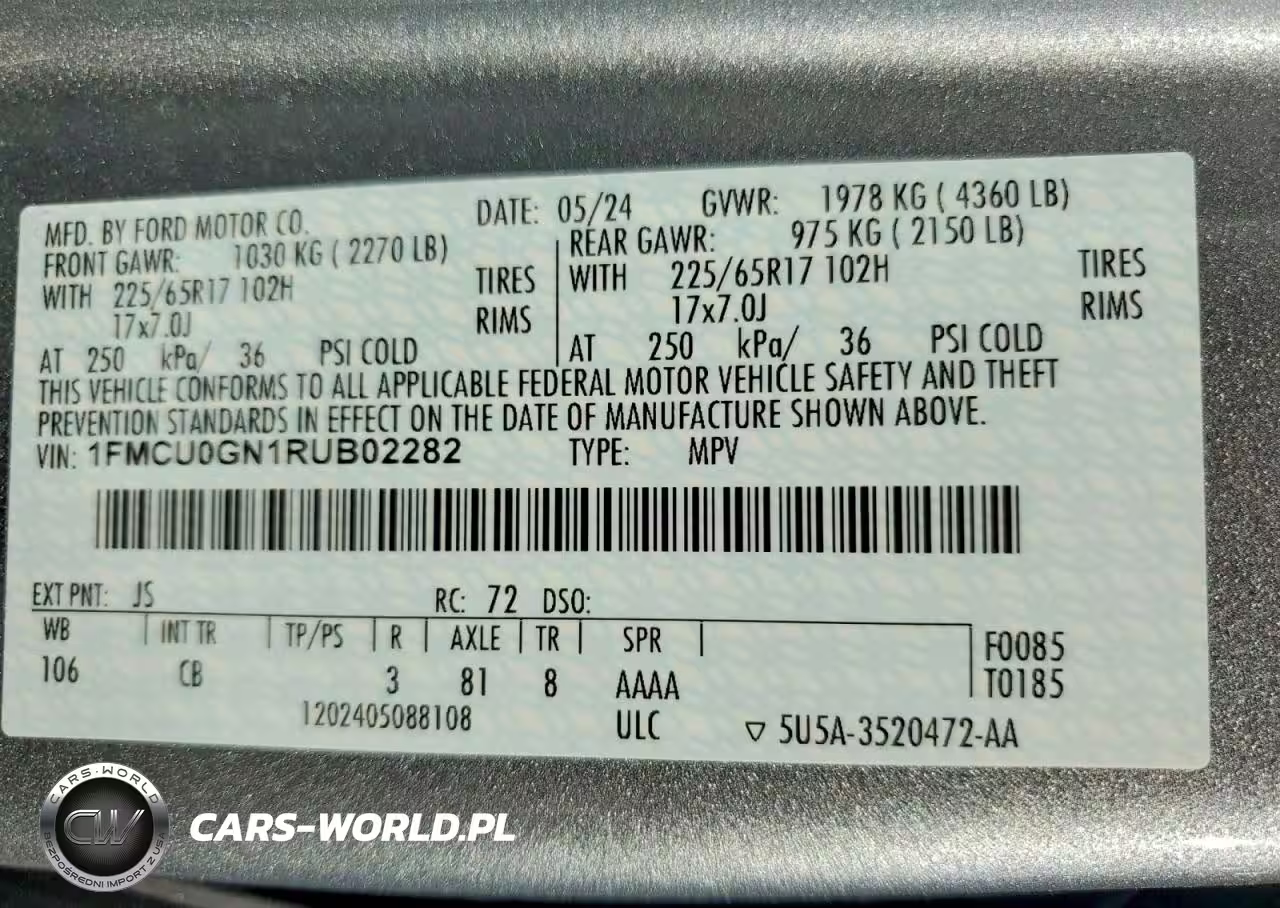 MFD. BY FORD MOTOR CO. DATE: 05/24 GVWR: 1978 KG ( 4360 LB)
FRONT GAWR: 1030 KG ( 2270 LB) REAR GAWR: 975 KG ( 2150 LB)
WITH 225/65R17 102H TIRES WITH 225/65R17 102H TIRES
17x7.0J RIMS 17x7.0J RIMS
AT 250 kPa/ 36 PSI COLD AT 250 kPa/ 36 PSI COLD
THIS VEHICLE CONFORMS TO ALL APPLICABLE FEDERAL MOTOR VEHICLE SAFETY AND THEFT
PREVENTION STANDARDS IN EFFECT ON THE DATE OF MANUFACTURE SHOWN ABOVE.
VIN: 1FMCU0GN1RUB02282 TYPE: MPV
EXT PNT: JS RC: 72 DSO:
WB INT TR TP/PS R AXLE TR SPR F0085
106 CB 3 81 8 AAAA T0185
1202405088108 ULC ▽ 5U5A-3520472-AA
CARS-WORLD
CW
BEZPOŚREDNI IMPORT Z USA
CARS-WORLD.PL